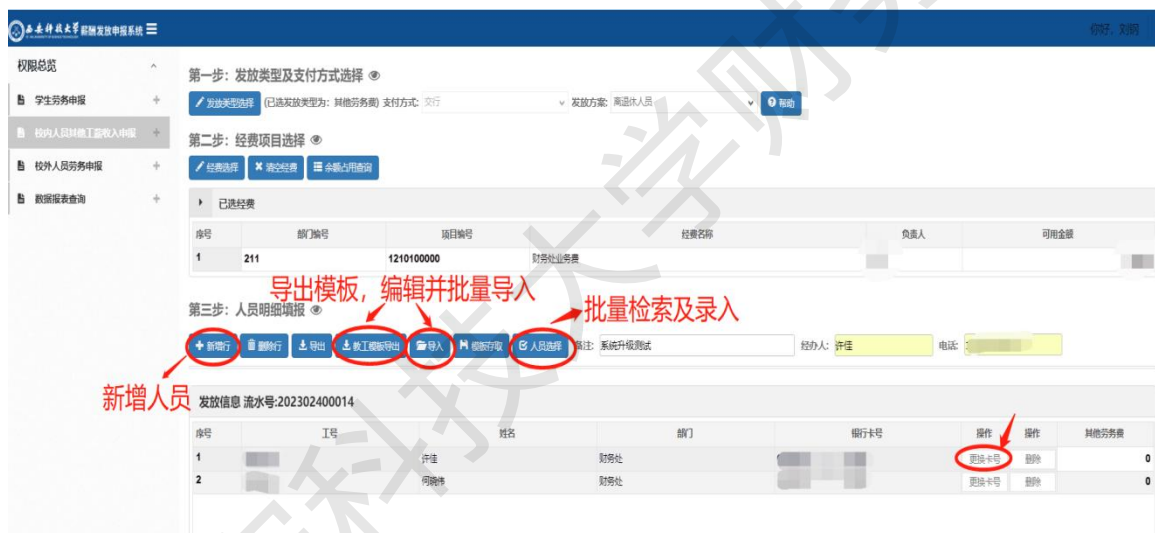 西安科技大学 薪酬发放申报系统
你好，刘阿
权限总览
学生劳务申报
校内人员其他工薪收入申报
校外人员劳务申报
数据报表查询
第一步：发放类型及支付方式选择
发放类型选择 (已选发放类型为：其他劳务费) 支付方式: 交行 发放方案: 离退休人员 帮助
第二步：经费项目选择
经费选择 清空经费 余额占用查询
已选经费
序号 部门编号 项目编号 经费名称 负责人 可用金额
1 211 1210100000 财务处业务费
导出模板，编辑并批量导入
批量检索及录入
第三步：人员明细填报
新增行 删除行 导出 教工模板导出 导入 模版存取 人员选择 备注: 系统升级测试 经办人: 许佳 电话:
新增人员
发放信息 流水号:202302400014
序号 工号 姓名 部门 银行卡号 操作 操作 其他劳务费
1 许佳 财务处 更换卡号 删除 0
2 何晓伟 财务处 更换卡号 删除 0
科技大学财务